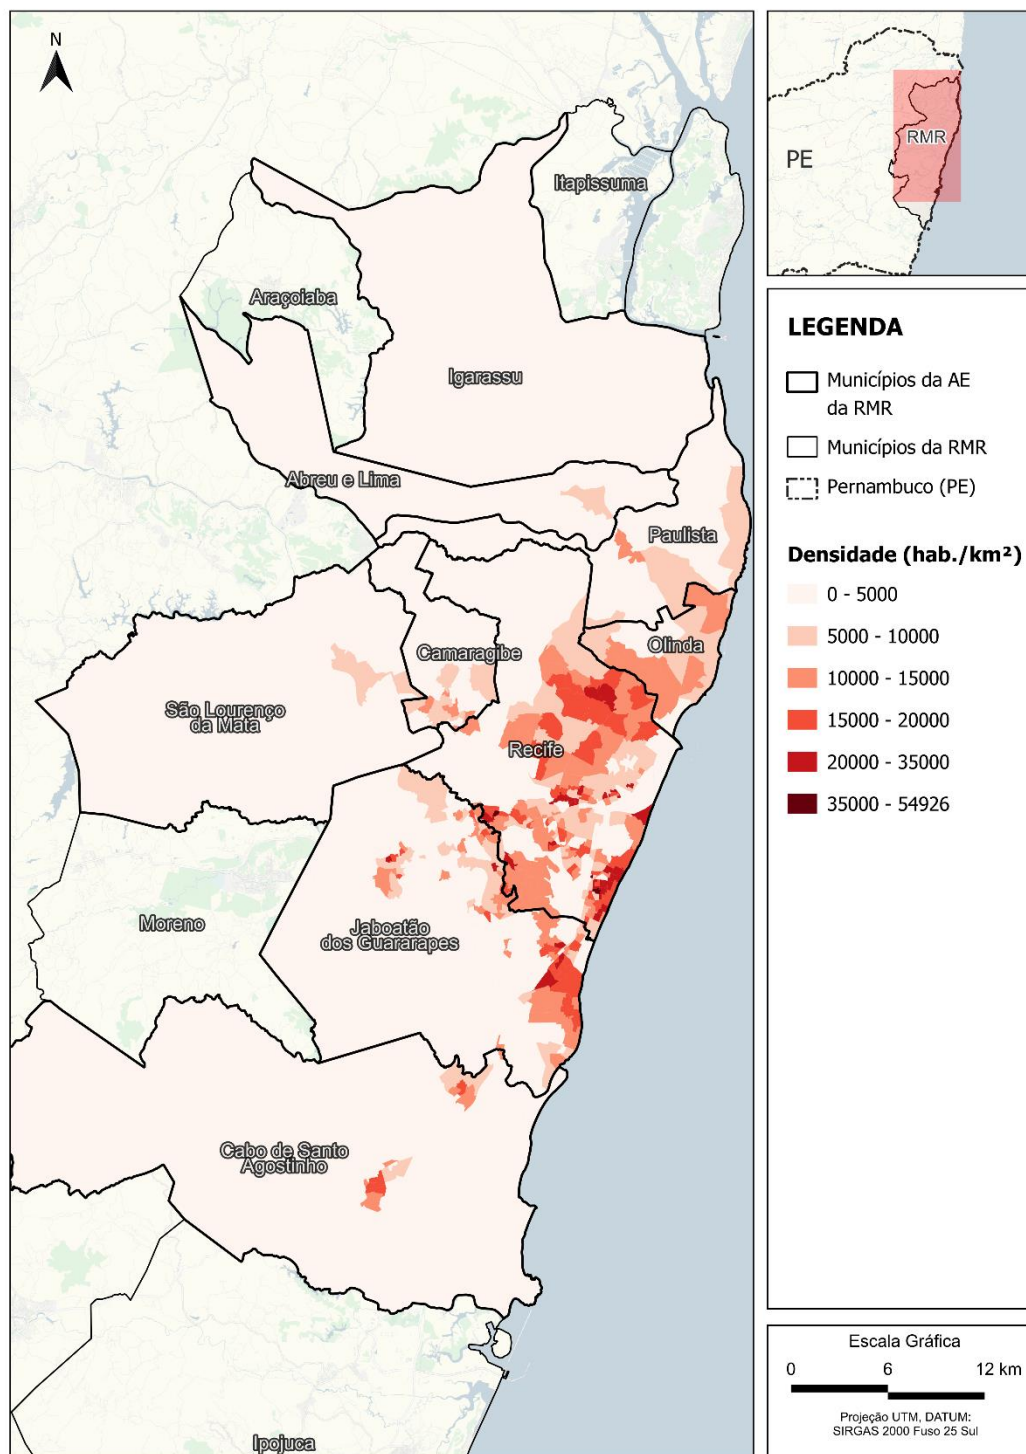 N
Itapissuma
Araçoiaba
Igarassu
Abreu e Lima
Paulista
Olinda
Camaragibe
São Lourenço
da Mata
Recife
Moreno
Jaboatão
dos Guararapes
Cabo de Santo
Agostinho
Ipojuca
RMR
PE
LEGENDA
Municípios da AE
da RMR
Municípios da RMR
Pernambuco (PE)
Densidade (hab./km²)
0 - 5000
5000 - 10000
10000 - 15000
15000 - 20000
20000 - 35000
35000 - 54926
Escala Gráfica
0 6 12 km
Projeção UTM, DATUM:
SIRGAS 2000 Fuso 25 Sul